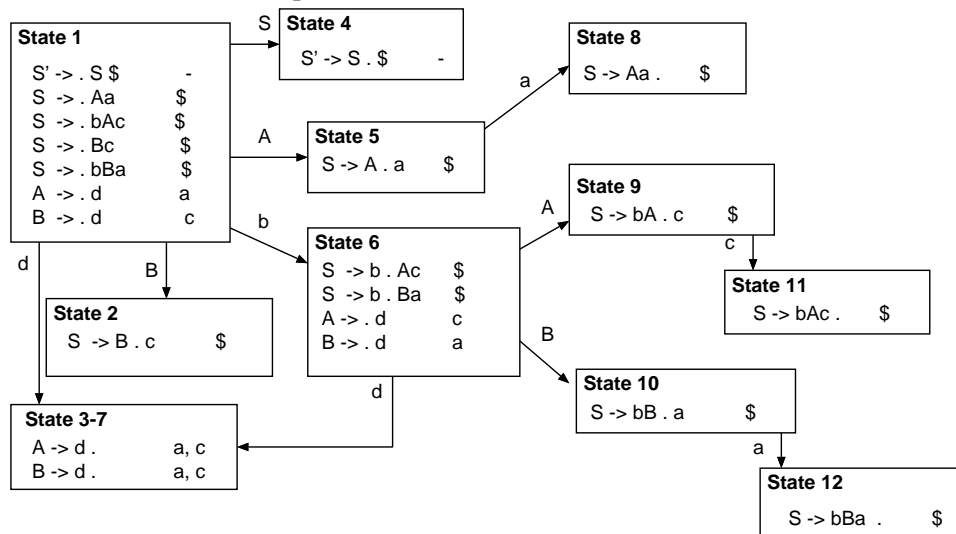 State 1
S' -> . S $ -
S -> . Aa $
S -> . bAc $
S -> . Bc $
S -> . bBa $
A -> . d a
B -> . d c
S
State 4
S' -> S . $ -
A
State 5
S -> A . a $
a
State 8
S -> Aa . $
b
State 6
S -> b . Ac $
S -> b . Ba $
A -> . d c
B -> . d a
A
State 9
S -> bA . c $
c
State 11
S -> bAc . $
d
B
State 2
S -> B . c $
B
State 10
S -> bB . a $
d
State 3-7
A -> d . a, c
B -> d . a, c
a
State 12
S -> bBa . $